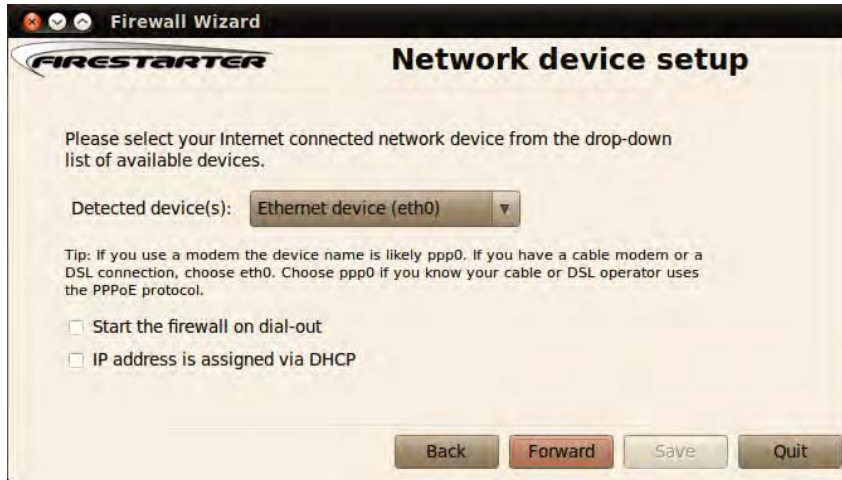 Firewall Wizard
FIRESTARTER
Network device setup
Please select your Internet connected network device from the drop-down
list of available devices.
Detected device(s):
Ethernet device (eth0)
Tip: If you use a modem the device name is likely ppp0. If you have a cable modem or a
DSL connection, choose eth0. Choose ppp0 if you know your cable or DSL operator uses
the PPPoE protocol.
Start the firewall on dial-out
IP address is assigned via DHCP
Back
Forward
Save
Quit